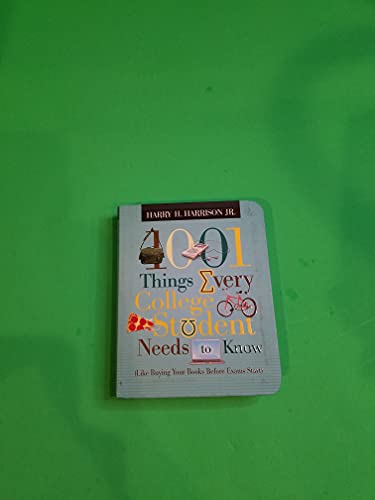 HARRY H. HARRISON JR.
1001
Things Every
College
Student
Needs to Know
(Like Buying Your Books Before Exams Start)